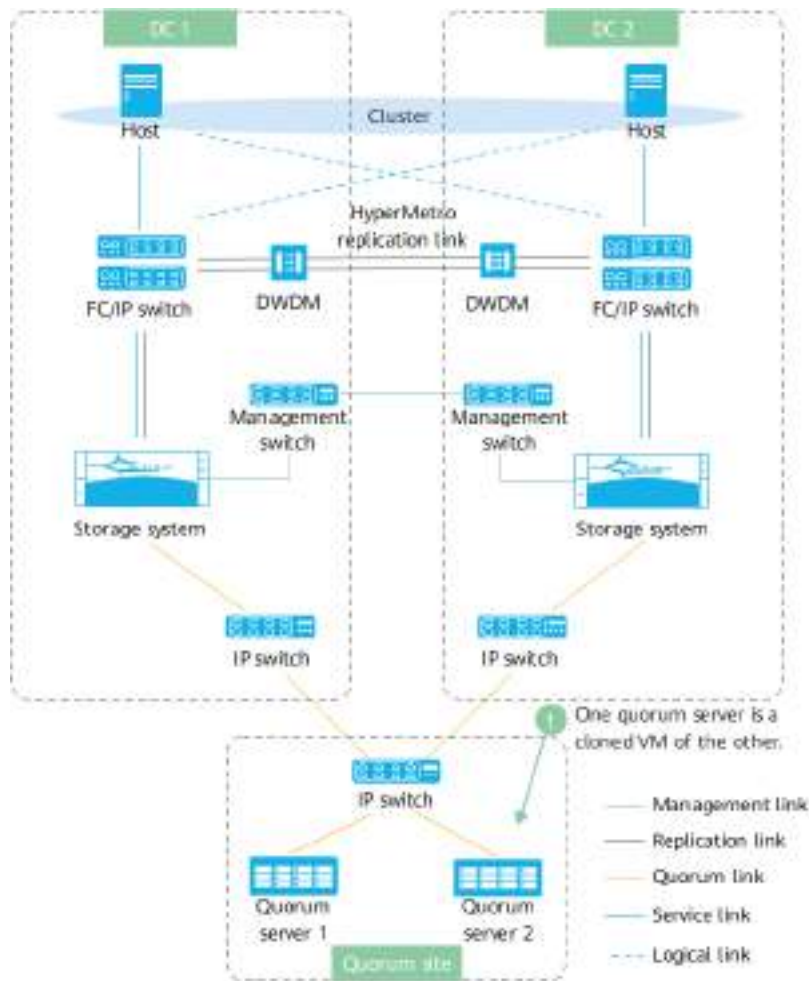 DC 1
DC 2
Cluster
Host
Host
HyperMetro
replication link
FC/IP switch
DWDM
DWDM
FC/IP switch
Management
switch
Management
switch
Storage system
Storage system
IP switch
IP switch
! One quorum server is a
cloned VM of the other.
IP switch
Quorum
server 1
Quorum
server 2
Quorum site
Management link
Replication link
Quorum link
Service link
Logical link